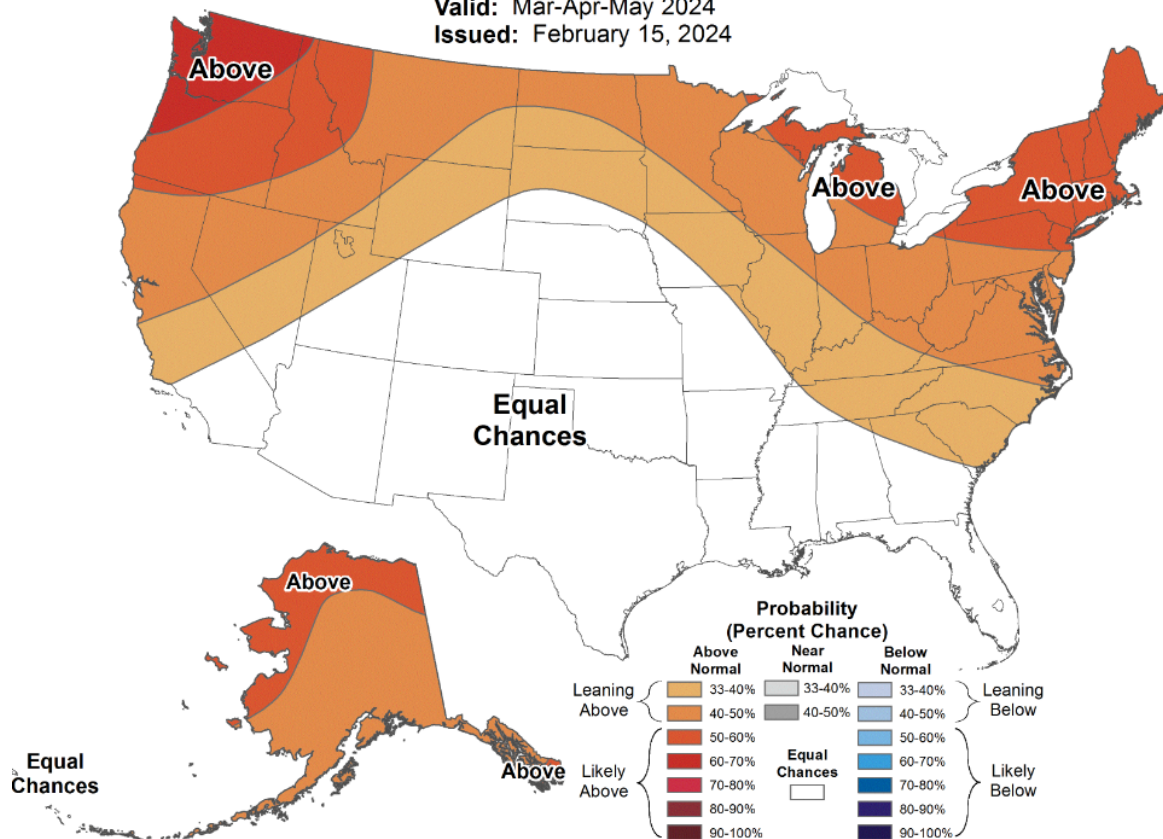 Valid: Mar-Apr-May 2024
Issued: February 15, 2024
Above
Above
Above
Equal
Chances
Above
Above
Equal
Chances
Probability
(Percent Chance)
Above
Normal
Near
Normal
Below
Normal
Leaning
Above
33-40%
33-40%
33-40%
Leaning
Below
40-50%
40-50%
40-50%
Likely
Above
50-60%
60-70%
70-80%
80-90%
90-100%
Equal
Chances
50-60%
60-70%
70-80%
80-90%
90-100%
Likely
Below